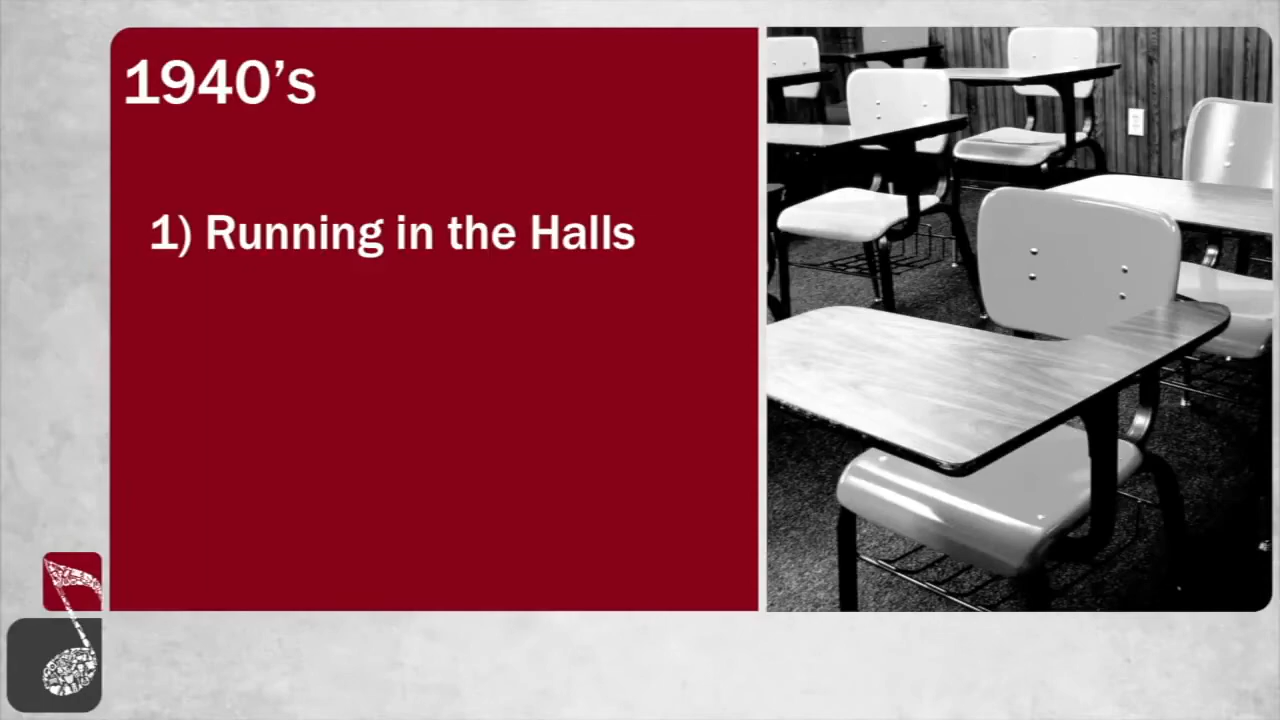 1940’s
1) Running in the Halls